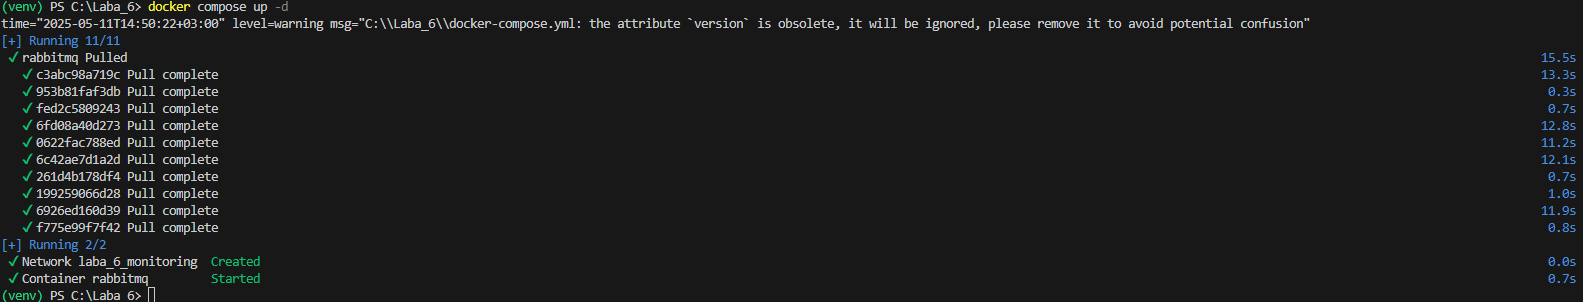 (venv) PS C:\Laba_6> docker compose up -d
time="2025-05-11T14:50:22+03:00" level=warning msg="C:\\Laba_6\\docker-compose.yml: the attribute `version` is obsolete, it will be ignored, please remove it to avoid potential confusion"
[+] Running 11/11
✔ rabbitmq Pulled 15.5s
✔ c3abc98a719c Pull complete 13.3s
✔ 953b81faf3db Pull complete 0.3s
✔ fed2c5809243 Pull complete 0.7s
✔ 6fd08a40d273 Pull complete 12.8s
✔ 0622fac788ed Pull complete 11.2s
✔ 6c42ae7d1a2d Pull complete 12.1s
✔ 261d4b178df4 Pull complete 0.7s
✔ 199259066d28 Pull complete 1.0s
✔ 6926ed160d39 Pull complete 11.9s
✔ f775e99f7f42 Pull complete 0.8s
[+] Running 2/2
✔ Network laba_6_monitoring Created 0.0s
✔ Container rabbitmq Started 0.7s
(venv) PS C:\Laba_6>